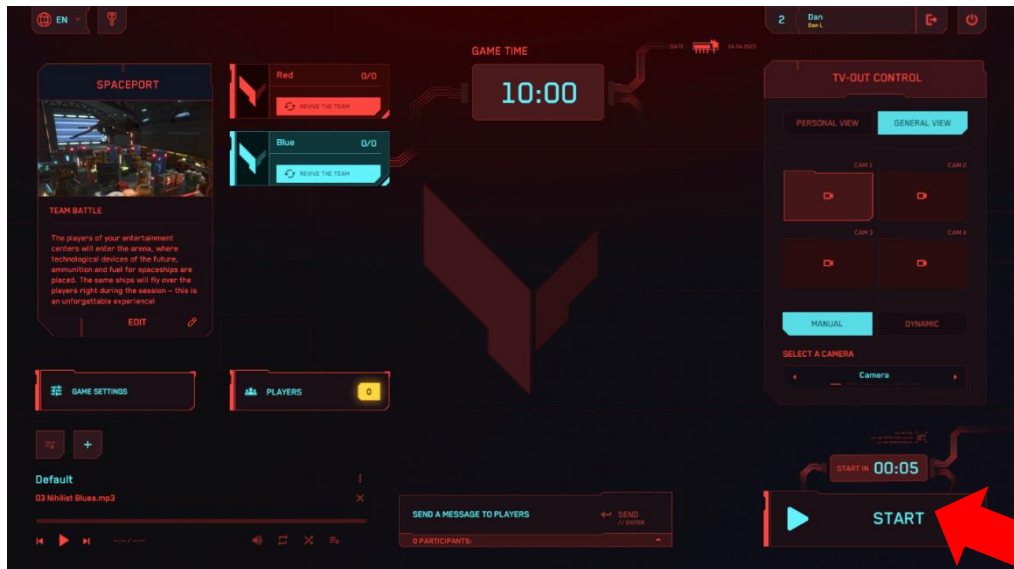 EN
2 Dan
Dan L
GAME TIME
10:00
DATE 24.04.2023
SPACEPORT
TEAM BATTLE
The players of your entertainment
centers will enter the arena, where
technological devices of the future,
ammunition and fuel for spaceships are
placed. The same ships will fly over the
players right during the session – this is
an unforgettable experience!
EDIT
Red 0/0
REVIVE THE TEAM
Blue 0/0
REVIVE THE TEAM
TV-OUT CONTROL
PERSONAL VIEW GENERAL VIEW
CAM 1 CAM 2
CAM 3 CAM 4
MANUAL DYNAMIC
SELECT A CAMERA
Camera
GAME SETTINGS
PLAYERS 0
Default
03 Nihilist Blues.mp3
--:-- / --:--
SEND A MESSAGE TO PLAYERS
SEND
// ENTER
0 PARTICIPANTS:
START IN 00:05
START